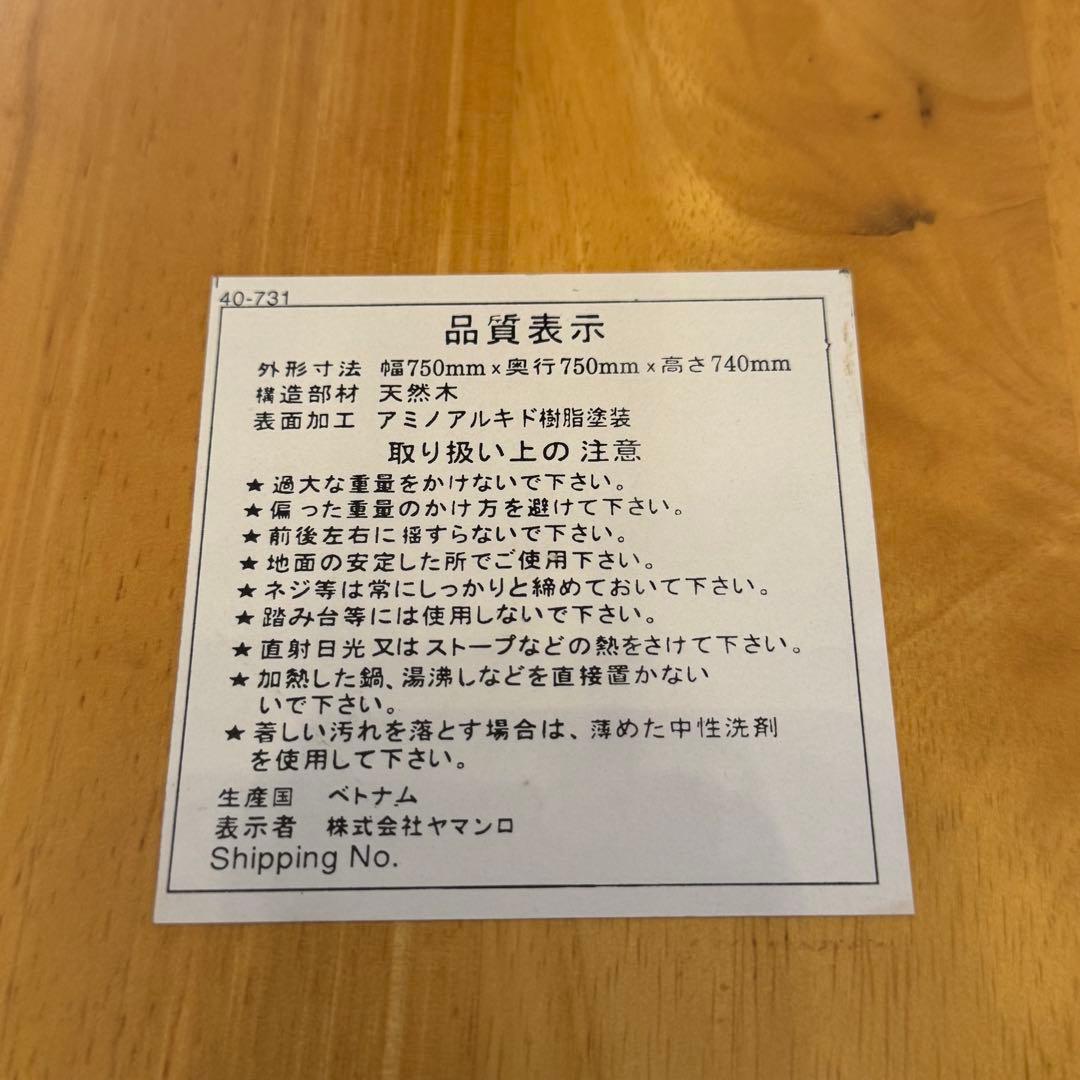 40-731
品質表示
外形寸法 幅750mm×奥行750mm×高さ740mm
構造部材 天然木
表面加工 アミノアルキド樹脂塗装
取り扱い上の注意
★過大な重量をかけないで下さい。
★偏った重量のかけ方を避けて下さい。
★前後左右に揺すらないで下さい。
★地面の安定した所でご使用下さい。
★ネジ等は常にしっかりと締めておいて下さい。
★踏み台等には使用しないで下さい。
★直射日光又はストーブなどの熱をさけて下さい。
★加熱した鍋、湯沸しなどを直接置かない
いで下さい。
★著しい汚れを落とす場合は、薄めた中性洗剤
を使用して下さい。
生産国 ベトナム
表示者 株式会社ヤマンロ
Shipping No.